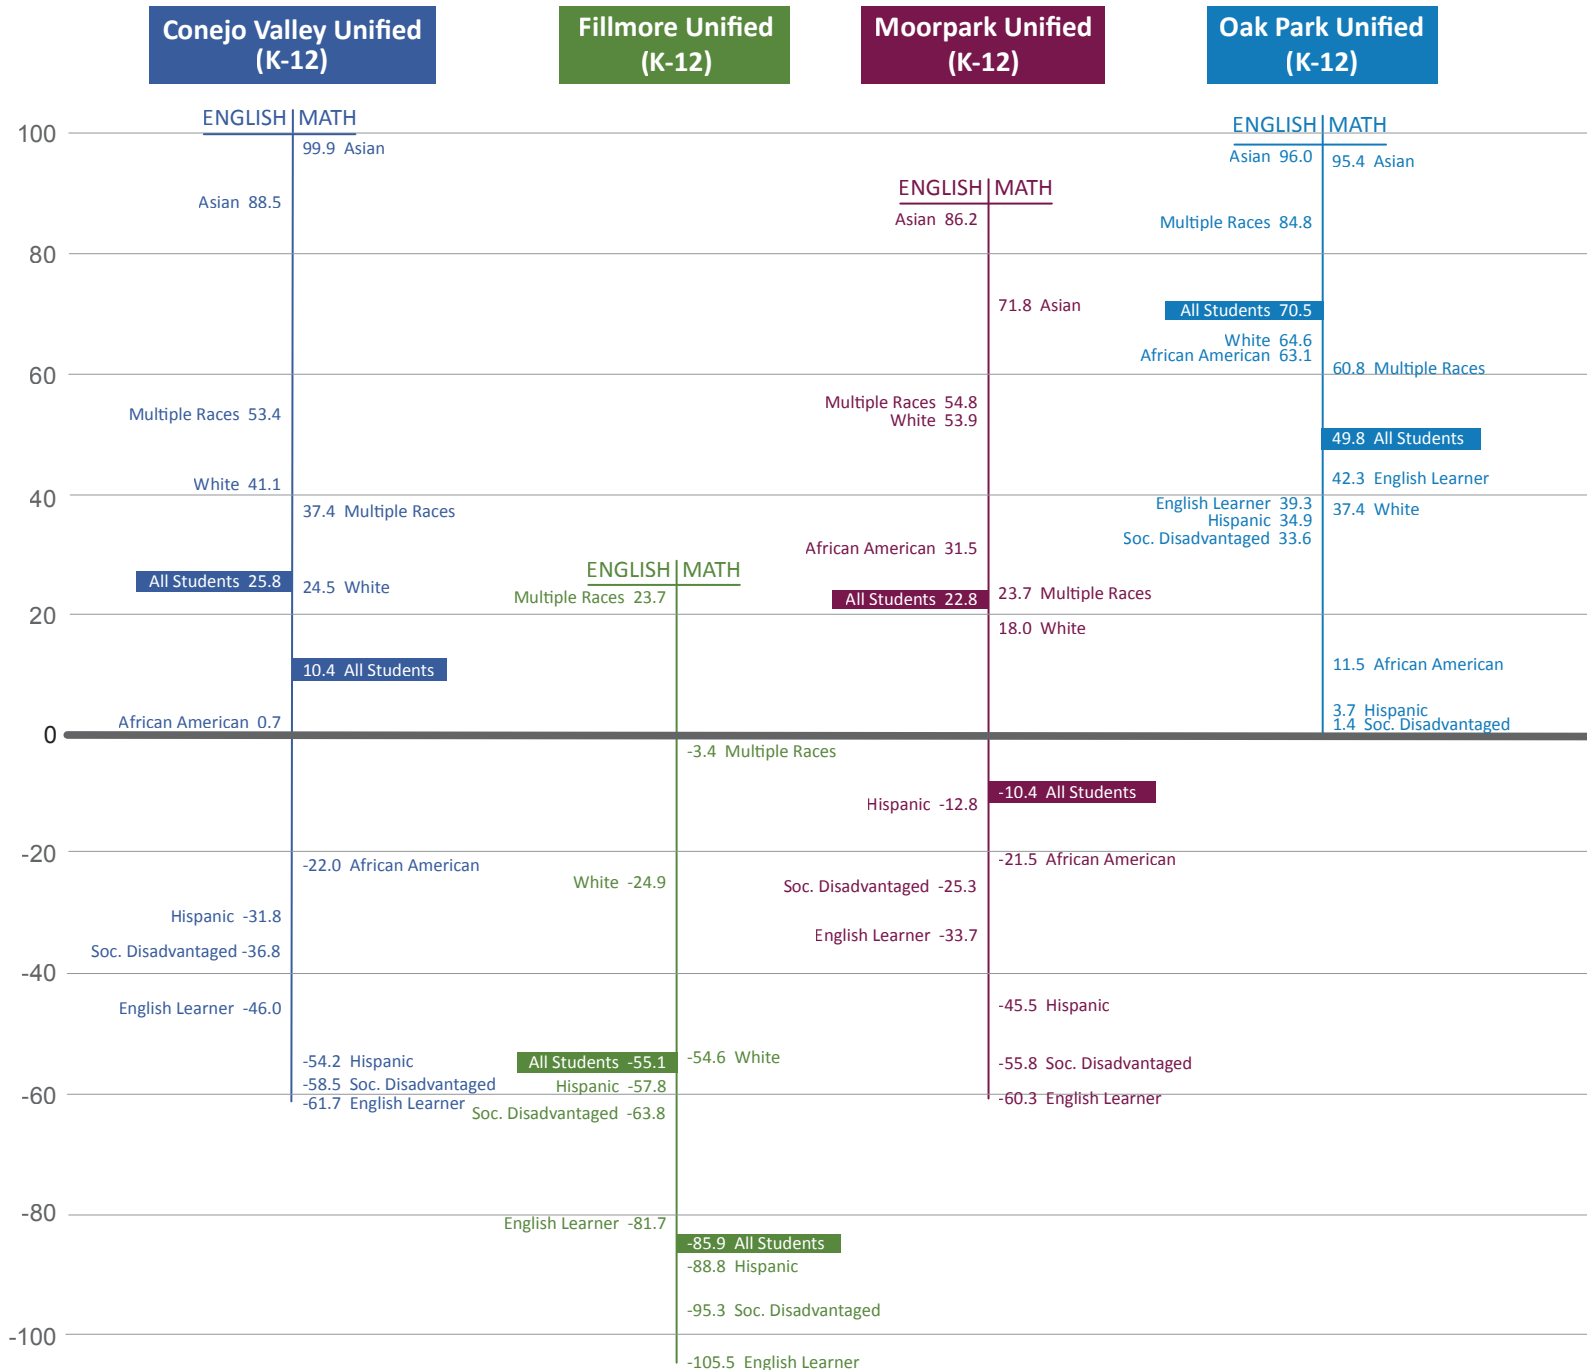 Conejo Valley Unified
(K-12)
Fillmore Unified
(K-12)
Moorpark Unified
(K-12)
Oak Park Unified
(K-12)
100
80
60
40
20
0
-20
-40
-60
-80
-100
ENGLISH MATH
99.9 Asian
Asian 88.5
Multiple Races 53.4
White 41.1
37.4 Multiple Races
All Students 25.8
24.5 White
10.4 All Students
African American 0.7
-22.0 African American
Hispanic -31.8
Soc. Disadvantaged -36.8
English Learner -46.0
-54.2 Hispanic
-58.5 Soc. Disadvantaged
-61.7 English Learner
ENGLISH MATH
Multiple Races 23.7
-3.4 Multiple Races
White -24.9
-54.6 White
All Students -55.1
Hispanic -57.8
Soc. Disadvantaged -63.8
English Learner -81.7
-85.9 All Students
-88.8 Hispanic
-95.3 Soc. Disadvantaged
-105.5 English Learner
ENGLISH MATH
Asian 86.2
71.8 Asian
Multiple Races 54.8
White 53.9
African American 31.5
23.7 Multiple Races
All Students 22.8
18.0 White
-10.4 All Students
Hispanic -12.8
-21.5 African American
Soc. Disadvantaged -25.3
English Learner -33.7
-45.5 Hispanic
-55.8 Soc. Disadvantaged
-60.3 English Learner
ENGLISH MATH
Asian 96.0
95.4 Asian
Multiple Races 84.8
All Students 70.5
White 64.6
African American 63.1
60.8 Multiple Races
49.8 All Students
42.3 English Learner
English Learner 39.3
37.4 White
Hispanic 34.9
Soc. Disadvantaged 33.6
11.5 African American
3.7 Hispanic
1.4 Soc. Disadvantaged